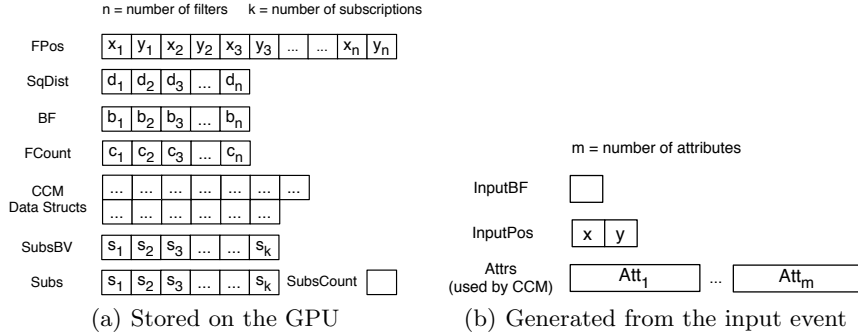 n = number of filters k = number of subscriptions
FPos x1 y1 x2 y2 x3 y3 ... ... xn yn
SqDist d1 d2 d3 ... dn
BF b1 b2 b3 ... bn
FCount c1 c2 c3 ... cn
CCM Data Structs ... ... ... ... ... ... ...
... ... ... ... ... ...
SubsBV s1 s2 s3 ... ... sk
Subs s1 s2 s3 ... ... sk SubsCount
(a) Stored on the GPU
m = number of attributes
InputBF
InputPos x y
Attrs (used by CCM) Att1 ... Attm
(b) Generated from the input event